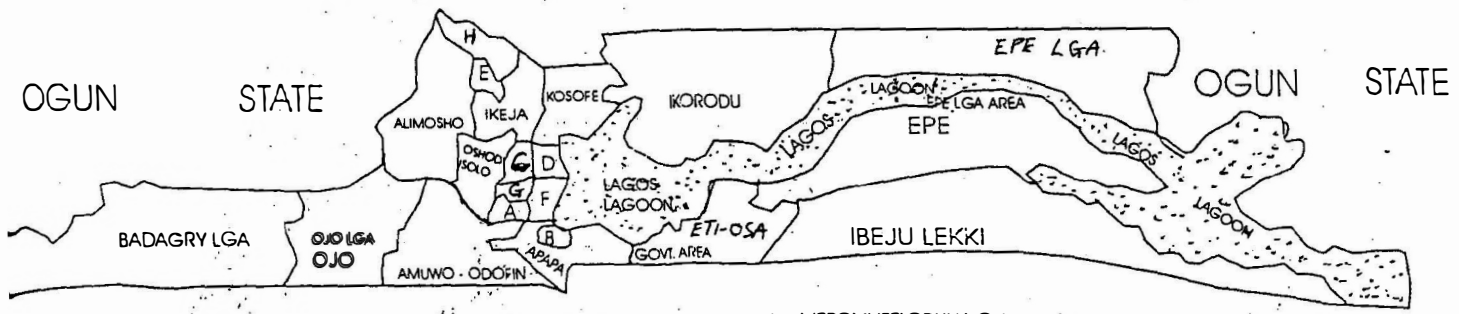 OGUN STATE
H
E
ALIMOSHO
IKEJA
KOSOFE
IKORODU
EPE LGA.
LAGOON
EPE LGA AREA
EPE
LAGOS
LAGOS
OGUN STATE
OSHODI
ISOLO
G
D
G
A
F
LAGOS
LAGOON
LAGOON
BADAGRY LGA
OJO LGA
OJO
AMUWO - ODOFIN
B
APAPA
ETI-OSA
GOVT. AREA
IBEJU LEKKI